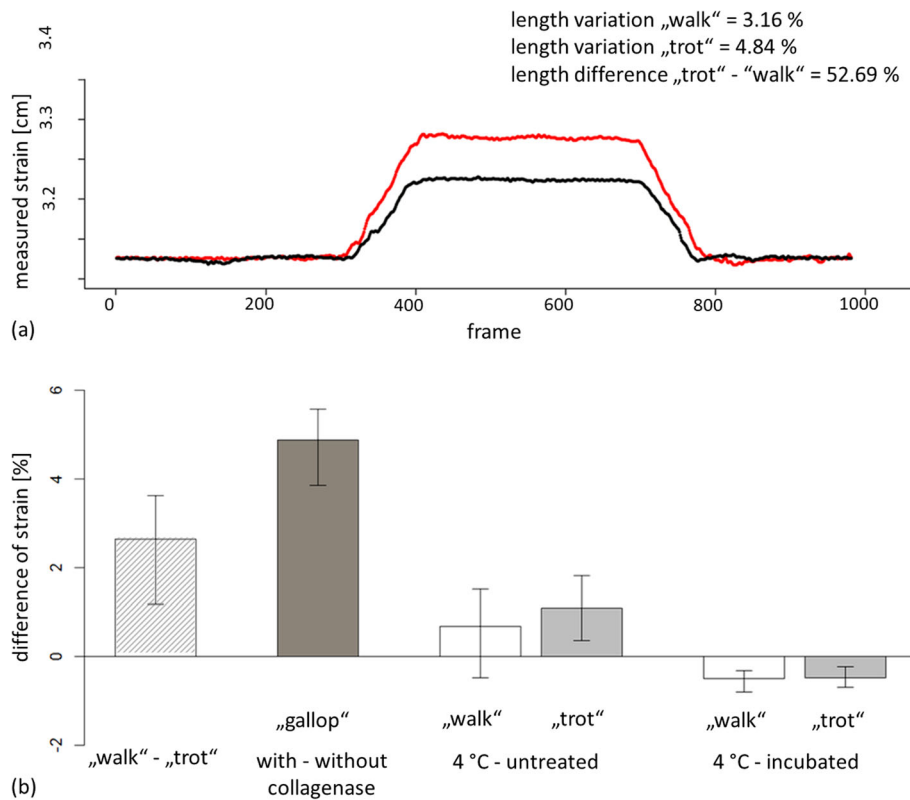 length variation „walk“ = 3.16 %
length variation „trot“ = 4.84 %
length difference „trot“ - “walk“ = 52.69 %
measured strain [cm]
3.4
3.3
3.2
0 200 400 600 800 1000
frame
(a)
difference of strain [%]
6
4
2
0
-2
„gallop“ „walk“ „trot“ „walk“ „trot“
„walk“ - „trot“ with - without 4 °C - untreated 4 °C - incubated
collagenase
(b)